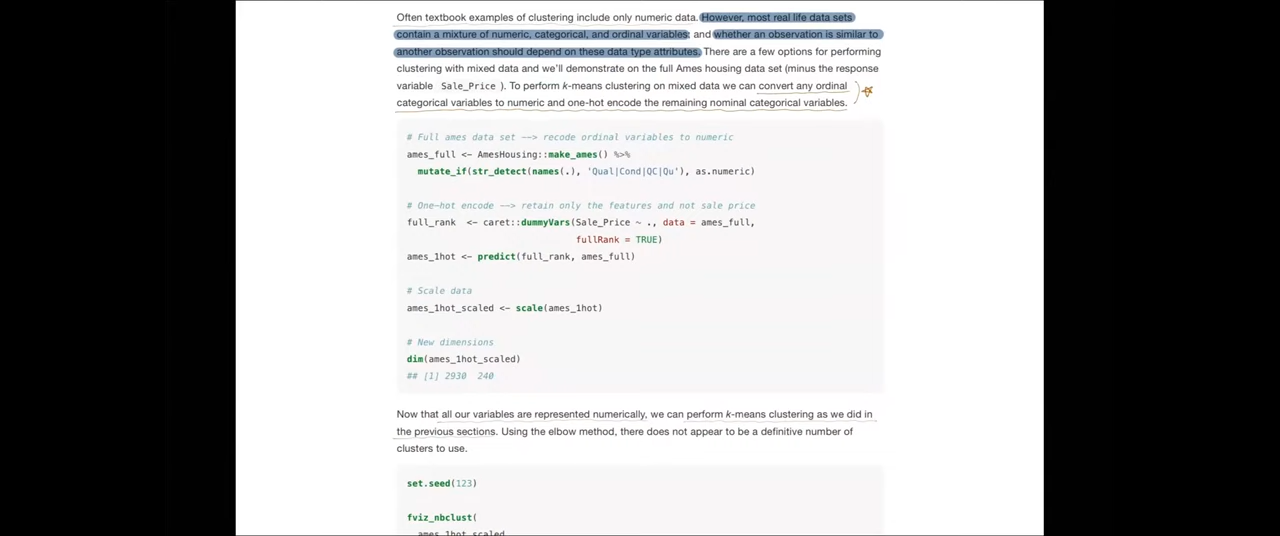 Often textbook examples of clustering include only numeric data. However, most real life data sets
contain a mixture of numeric, categorical, and ordinal variables; and whether an observation is similar to
another observation should depend on these data type attributes. There are a few options for performing
clustering with mixed data and we'll demonstrate on the full Ames housing data set (minus the response
variable Sale_Price ). To perform k-means clustering on mixed data we can convert any ordinal
categorical variables to numeric and one-hot encode the remaining nominal categorical variables.
# Full ames data set --> recode ordinal variables to numeric
ames_full <- AmesHousing::make_ames() %>%
mutate_if(str_detect(names(.), 'Qual|Cond|QC|Qu'), as.numeric)
# One-hot encode --> retain only the features and not sale price
full_rank <- caret::dummyVars(Sale_Price ~ ., data = ames_full,
fullRank = TRUE)
ames_1hot <- predict(full_rank, ames_full)
# Scale data
ames_1hot_scaled <- scale(ames_1hot)
# New dimensions
dim(ames_1hot_scaled)
## [1] 2930 240
Now that all our variables are represented numerically, we can perform k-means clustering as we did in
the previous sections. Using the elbow method, there does not appear to be a definitive number of
clusters to use.
set.seed(123)
fviz_nbclust(
ames_1hot_scaled